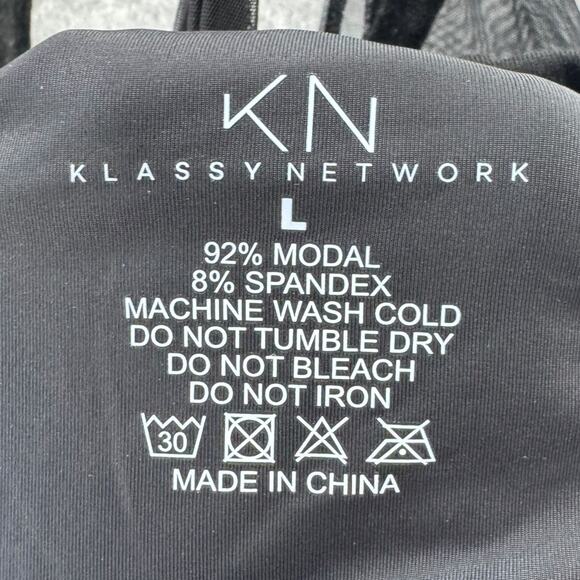 KN
KLASSY NETWORK
L
92% MODAL
8% SPANDEX
MACHINE WASH COLD
DO NOT TUMBLE DRY
DO NOT BLEACH
DO NOT IRON
30
MADE IN CHINA